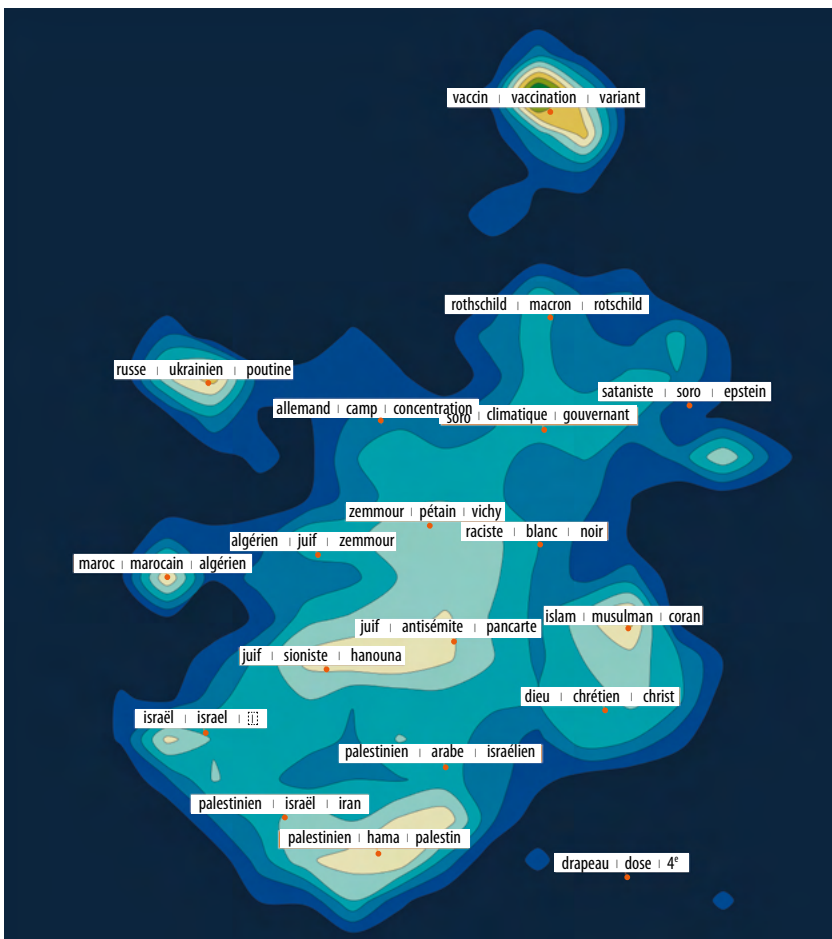 vaccin | vaccination | variant
rothschild | macron | rotschild
russe | ukrainien | poutine
sataniste | soro | epstein
allemand | camp | concentration
soro | climatique | gouvernant
zemmour | pétain | vichy
raciste | blanc | noir
algérien | juif | zemmour
maroc | marocain | algérien
islam | musulman | coran
juif | antisémite | pancarte
juif | sioniste | hanouna
dieu | chrétien | christ
israël | israel |
palestinien | arabe | israélien
palestinien | israël | iran
palestinien | hama | palestin
drapeau | dose | 4e